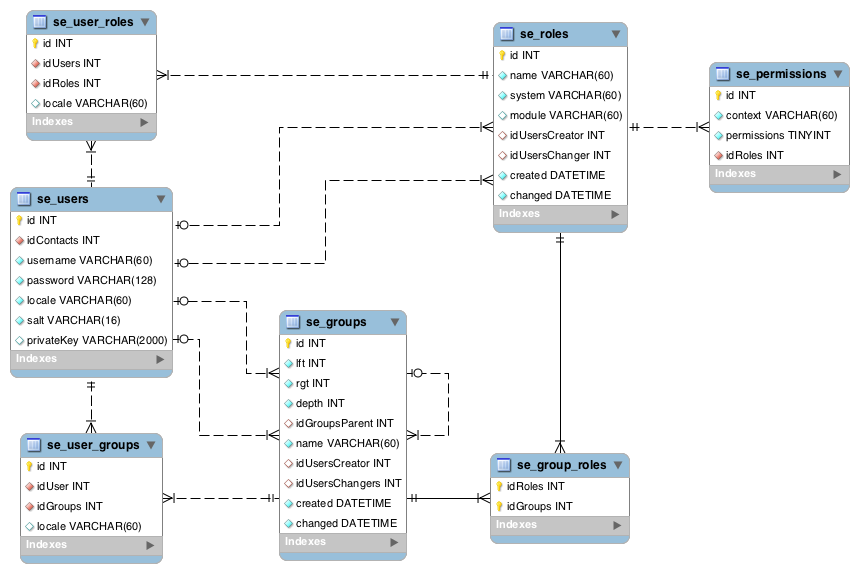 se_user_roles
id INT
idUsers INT
idRoles INT
locale VARCHAR(60)
Indexes
se_roles
id INT
name VARCHAR(60)
system VARCHAR(60)
module VARCHAR(60)
idUsersCreator INT
idUsersChanger INT
created DATETIME
changed DATETIME
Indexes
se_permissions
id INT
context VARCHAR(60)
permissions TINYINT
idRoles INT
Indexes
se_users
id INT
idContacts INT
username VARCHAR(60)
password VARCHAR(128)
locale VARCHAR(60)
salt VARCHAR(16)
privateKey VARCHAR(2000)
Indexes
se_groups
id INT
lft INT
rgt INT
depth INT
idGroupsParent INT
name VARCHAR(60)
idUsersCreator INT
idUsersChangers INT
created DATETIME
changed DATETIME
Indexes
se_user_groups
id INT
idUser INT
idGroups INT
locale VARCHAR(60)
Indexes
se_group_roles
idRoles INT
idGroups INT
Indexes